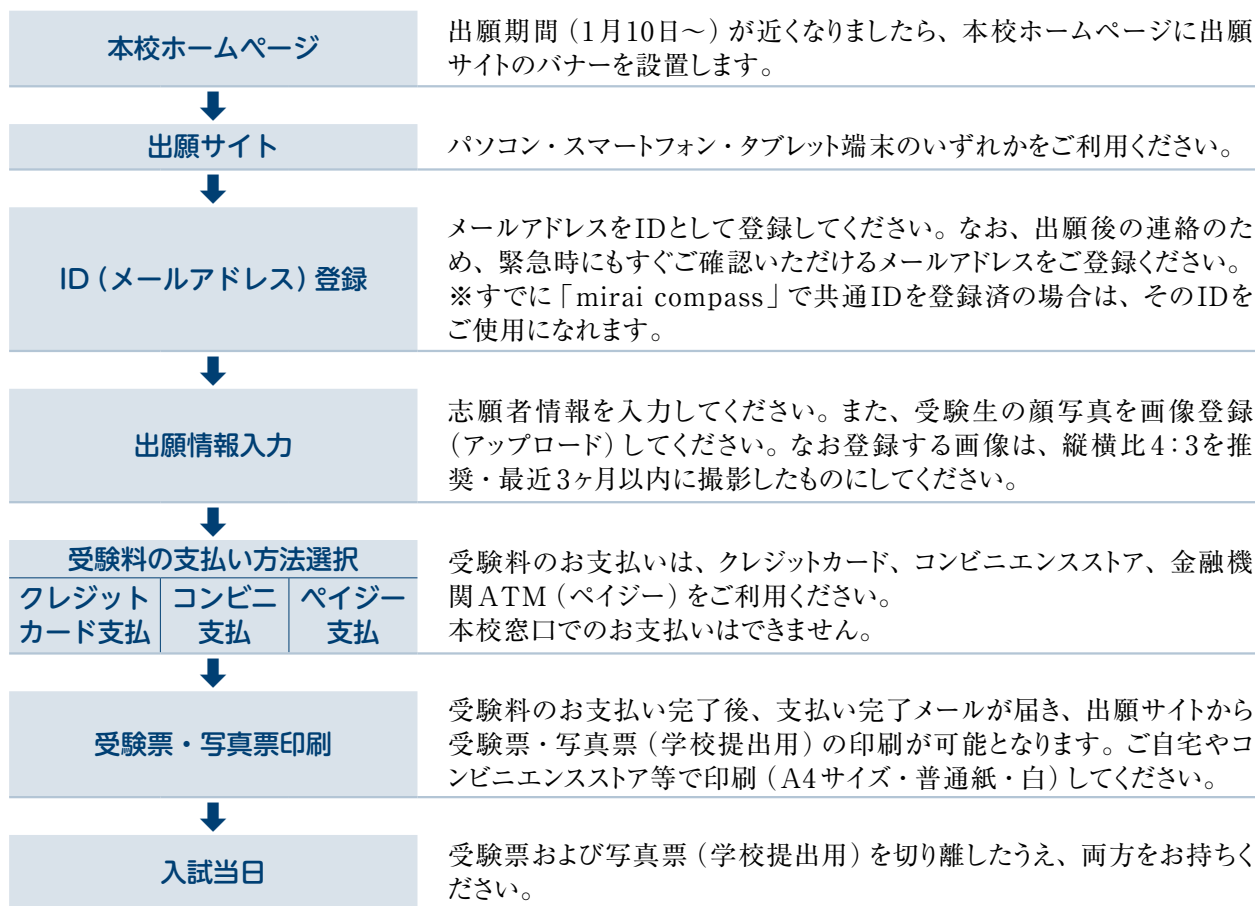 本校ホームページ
出願期間（1月10日～）が近くなりましたら、本校ホームページに出願
サイトのバナーを設置します。
出願サイト
パソコン・スマートフォン・タブレット端末のいずれかをご利用ください。
ID（メールアドレス）登録
メールアドレスをIDとして登録してください。なお、出願後の連絡のた
め、緊急時にもすぐご確認いただけるメールアドレスをご登録ください。
※すでに「mirai compass」で共通IDを登録済の場合は、そのIDを
ご使用になれます。
出願情報入力
志願者情報を入力してください。また、受験生の顔写真を画像登録
（アップロード）してください。なお登録する画像は、縦横比4：3を推
奨・最近3ヶ月以内に撮影したものにしてください。
受験料の支払い方法選択
クレジット
カード支払
コンビニ
支払
ペイジー
支払
受験料のお支払いは、クレジットカード、コンビニエンスストア、金融機
関ATM（ペイジー）をご利用ください。
本校窓口でのお支払いはできません。
受験票・写真票印刷
受験料のお支払い完了後、支払い完了メールが届き、出願サイトから
受験票・写真票（学校提出用）の印刷が可能となります。ご自宅やコ
ンビニエンスストア等で印刷（A4サイズ・普通紙・白）してください。
入試当日
受験票および写真票（学校提出用）を切り離したうえ、両方をお持ちく
ださい。